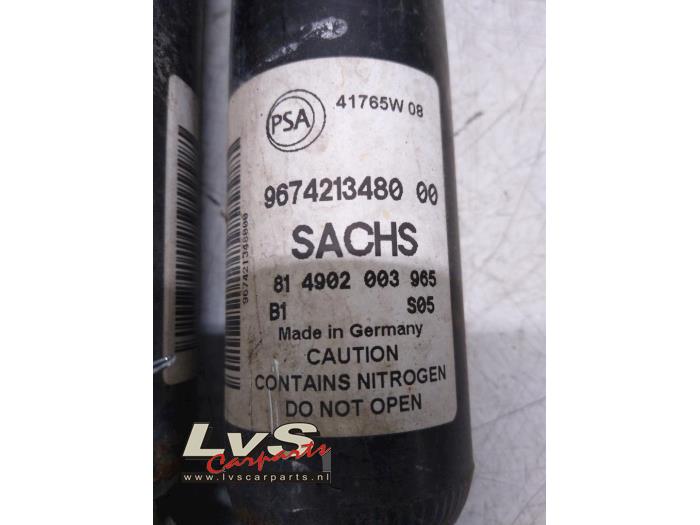 PSA
41765W 08
9674213480 00
SACHS
81 4902 003 965
B1 S05
Made in Germany
CAUTION
CONTAINS NITROGEN
DO NOT OPEN
967421348000
LvS
Carparts
www.lvscarparts.nl